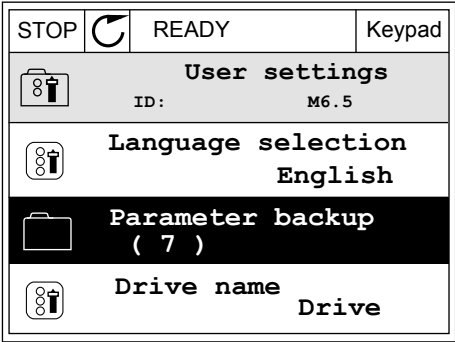 STOP READY Keypad
User settings
ID: M6.5
Language selection
English
Parameter backup
( 7 )
Drive name
Drive